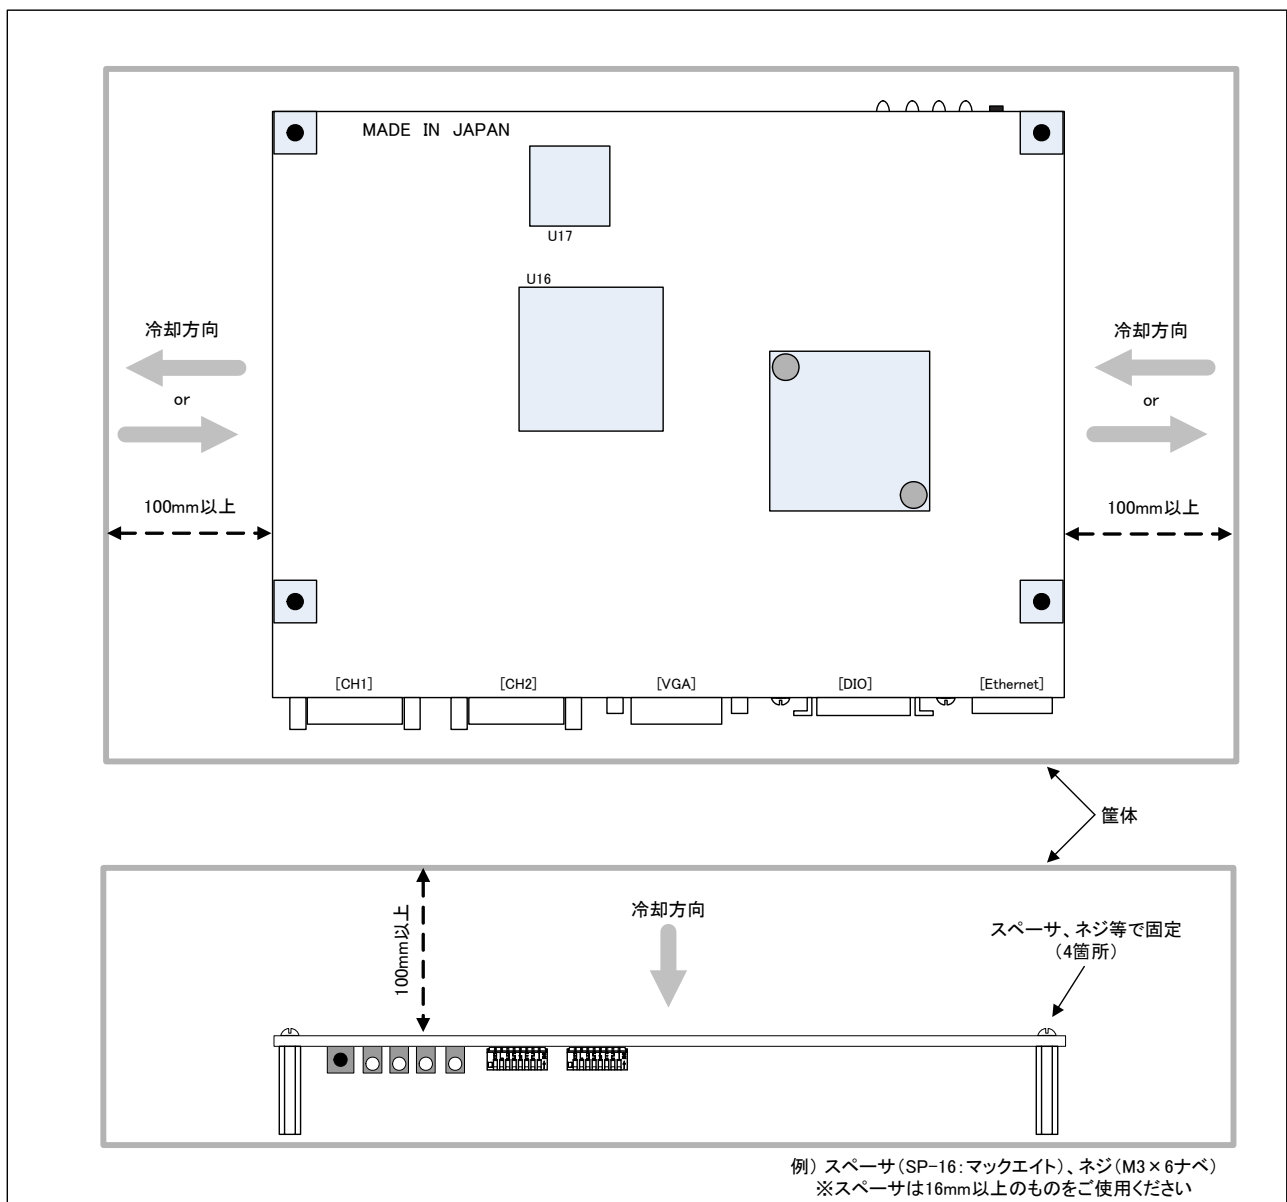 MADE IN JAPAN
U17
U16
冷却方向
or
100mm以上
冷却方向
or
100mm以上
[CH1] [CH2] [VGA] [DIO] [Ethernet]
筐体
100mm以上
冷却方向
スペーサ、ネジ等で固定
（4箇所）
例） スペーサ（SP-16：マックエイト）、ネジ（M3×6ナベ）
※スペーサは16mm以上のものをご使用ください